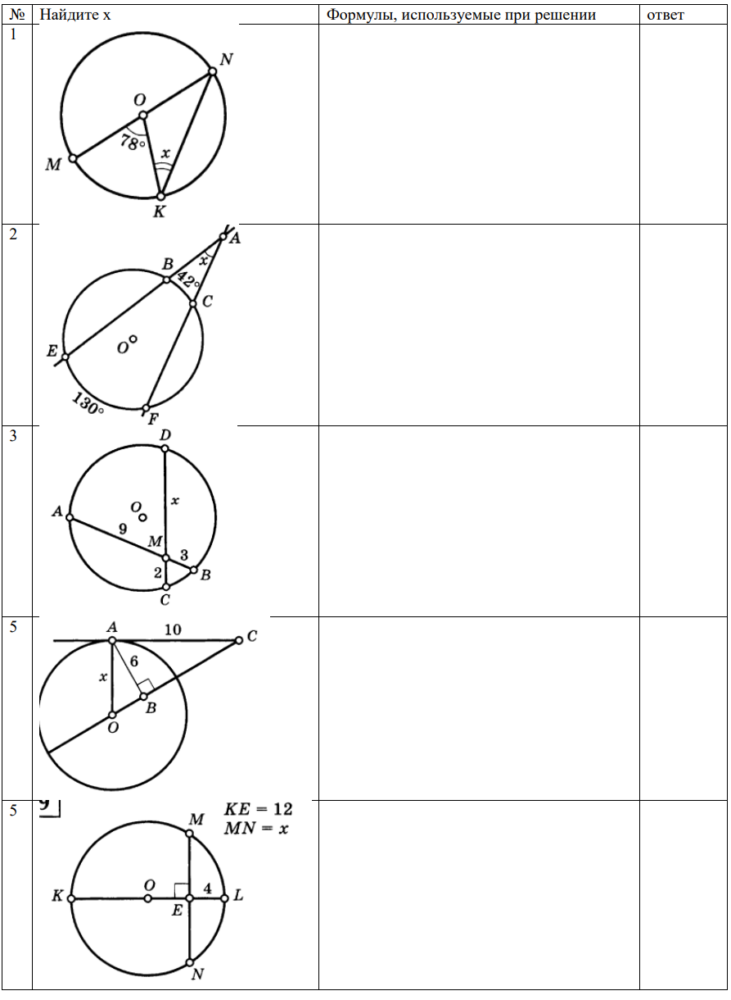 № Найдите х Формулы, используемые при решении ответ
1
N
O
78°
x
M
K
2
A
B
x
42°
C
E
O
130°
F
3
D
A
O
x
9
M
3
2
B
C
5
A
10
C
6
x
B
O
5
9
KE = 12
MN = x
M
K
O
4
L
E
N